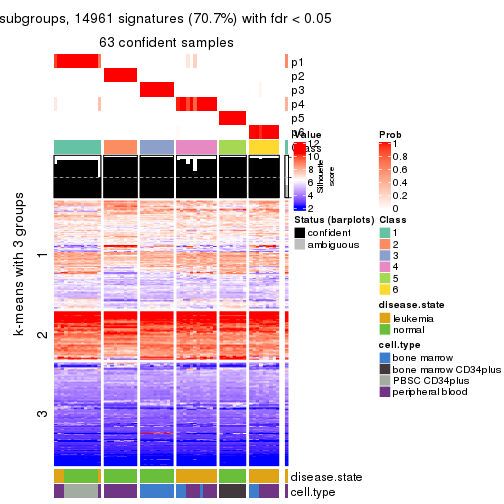 subgroups, 14961 signatures (70.7%) with fdr < 0.05
63 confident samples
p1
p2
p3
p4
p5
p6
Class
Silhouette
score
k-means with 3 groups
1
2
3
disease.state
cell.type
Value
12
10
8
6
4
2
Prob
1
0.8
0.6
0.4
0.2
0
Status (barplots)
confident
ambiguous
Class
1
2
3
4
5
6
disease.state
leukemia
normal
cell.type
bone marrow
bone marrow CD34plus
PBSC CD34plus
peripheral blood